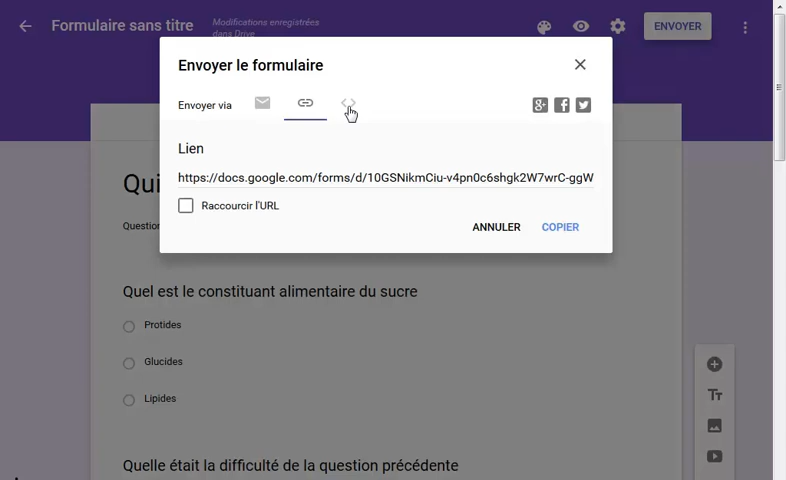 Formulaire sans titre
Modifications enregistrées
dans Drive
ENVOYER
Envoyer le formulaire
Envoyer via
Lien
https://docs.google.com/forms/d/10GSNikmCiu-v4pn0c6shgk2W7wrC-ggW
Raccourcir l'URL
ANNULER
COPIER
Qui
Question
Quel est le constituant alimentaire du sucre
Protides
Glucides
Lipides
Tт
Quelle était la difficulté de la question précédente